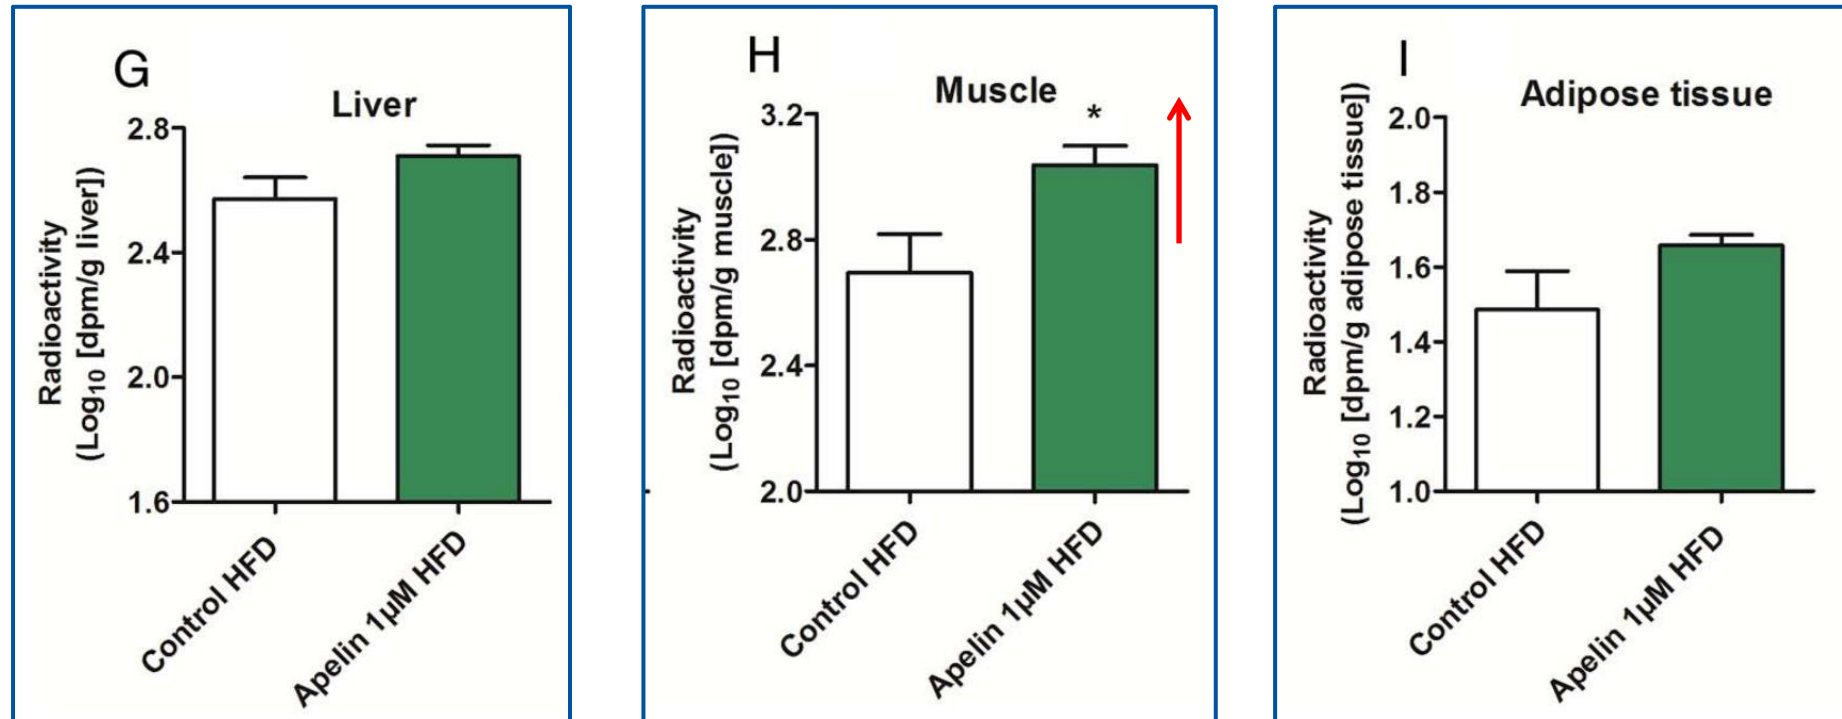 G
Liver
Radioactivity
(Log₁₀ [dpm/g liver])
2.8
2.4
2.0
1.6
Control HFD
Apelin 1µM HFD
H
Muscle
*
Radioactivity
(Log₁₀ [dpm/g muscle])
3.2
2.8
2.4
2.0
Control HFD
Apelin 1µM HFD
I
Adipose tissue
Radioactivity
(Log₁₀ [dpm/g adipose tissue])
2.0
1.8
1.6
1.4
1.2
1.0
Control HFD
Apelin 1µM HFD